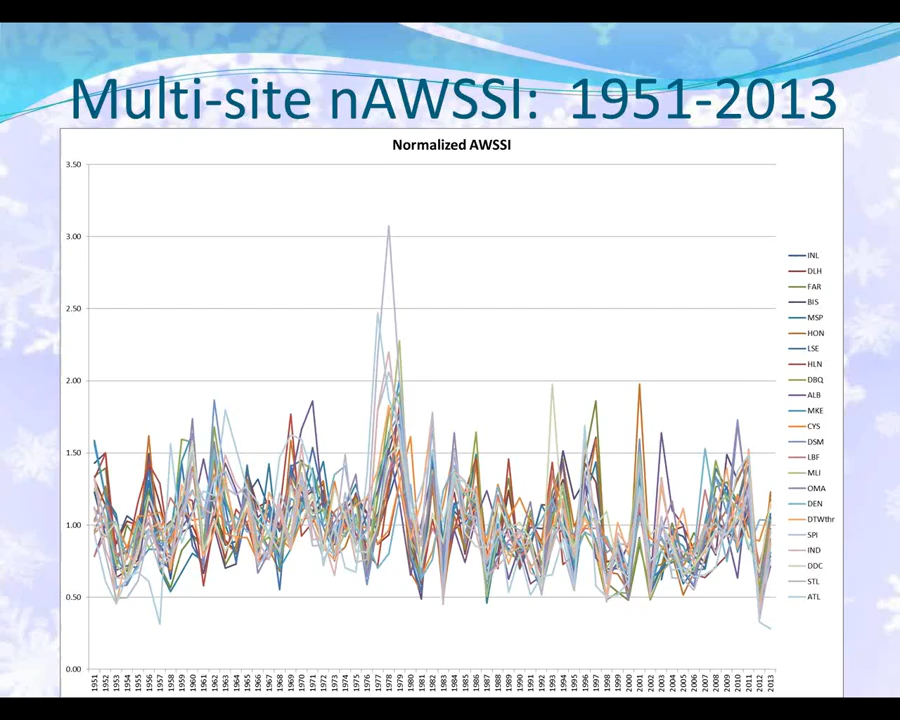 Multi-site nAWSSI: 1951-2013
Normalized AWSSI
3.50
3.00
2.50
2.00
1.50
1.00
0.50
0.00
INL
DLH
FAR
BIS
MSP
HON
LSE
HLN
DBQ
ALB
MKE
CYS
DSM
LBF
MLI
OMA
DEN
DTWthr
SPI
IND
DDC
STL
ATL
1951
1952
1953
1954
1955
1956
1957
1958
1959
1960
1961
1962
1963
1964
1965
1966
1967
1968
1969
1970
1971
1972
1973
1974
1975
1976
1977
1978
1979
1980
1981
1982
1983
1984
1985
1986
1987
1988
1989
1990
1991
1992
1993
1994
1995
1996
1997
1998
1999
2000
2001
2002
2003
2004
2005
2006
2007
2008
2009
2010
2011
2012
2013